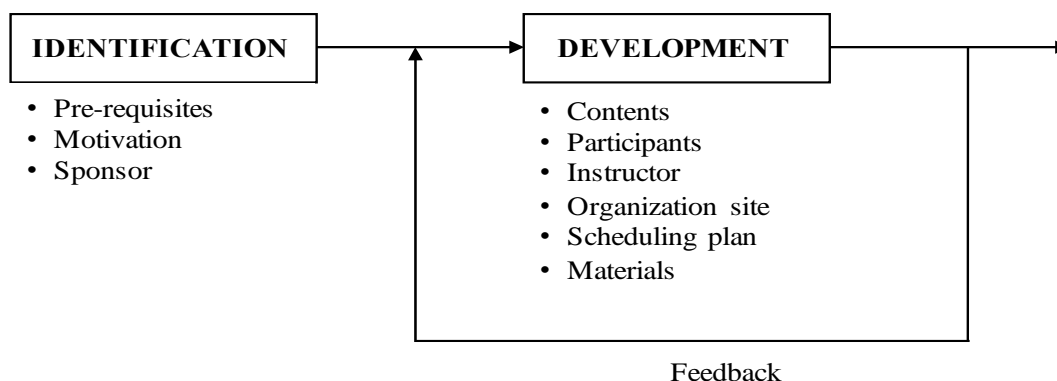 IDENTIFICATION
• Pre-requisites
• Motivation
• Sponsor
DEVELOPMENT
• Contents
• Participants
• Instructor
• Organization site
• Scheduling plan
• Materials
Feedback